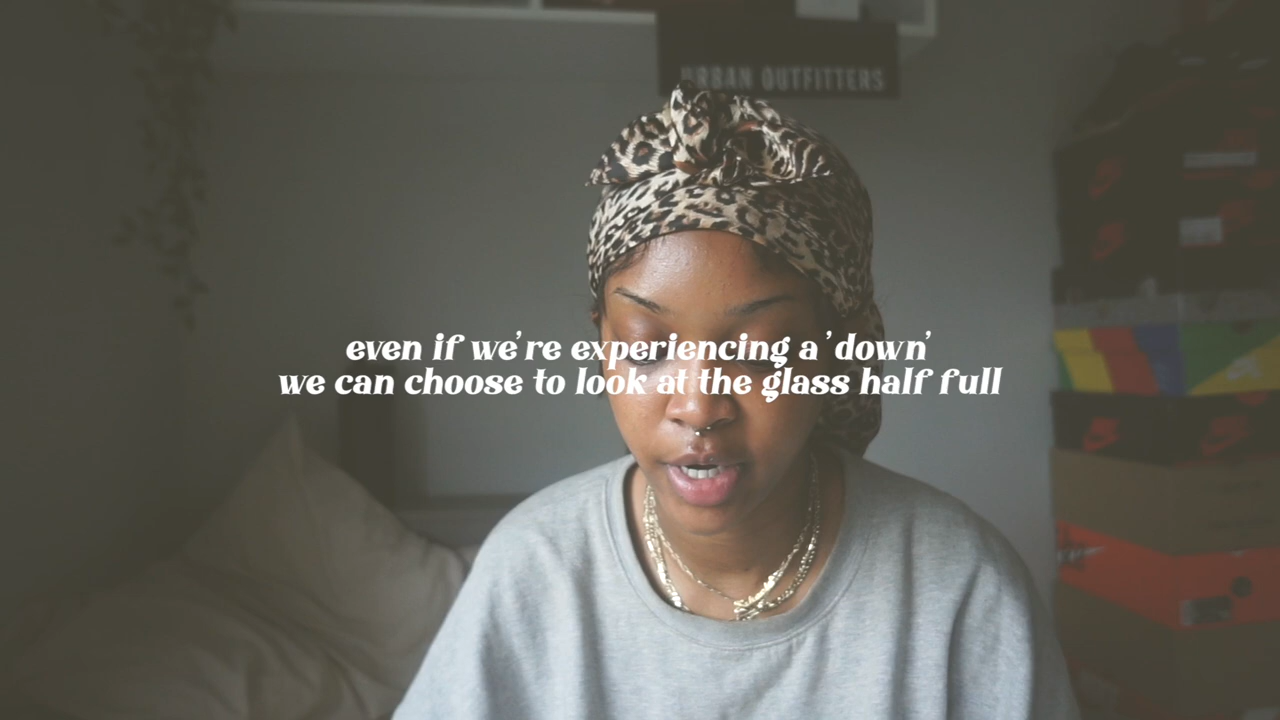 URBAN OUTFITTERS
even if we're experiencing a 'down'
we can choose to look at the glass half full